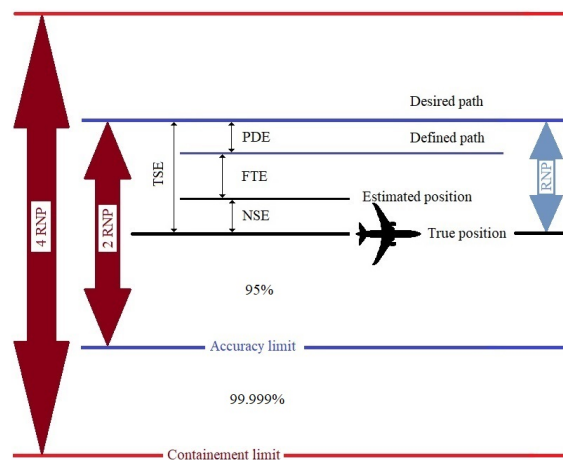 Desired path
PDE
Defined path
TSE
FTE
RNP
Estimated position
NSE
True position
4 RNP
2 RNP
95%
Accuracy limit
99.999%
Containement limit